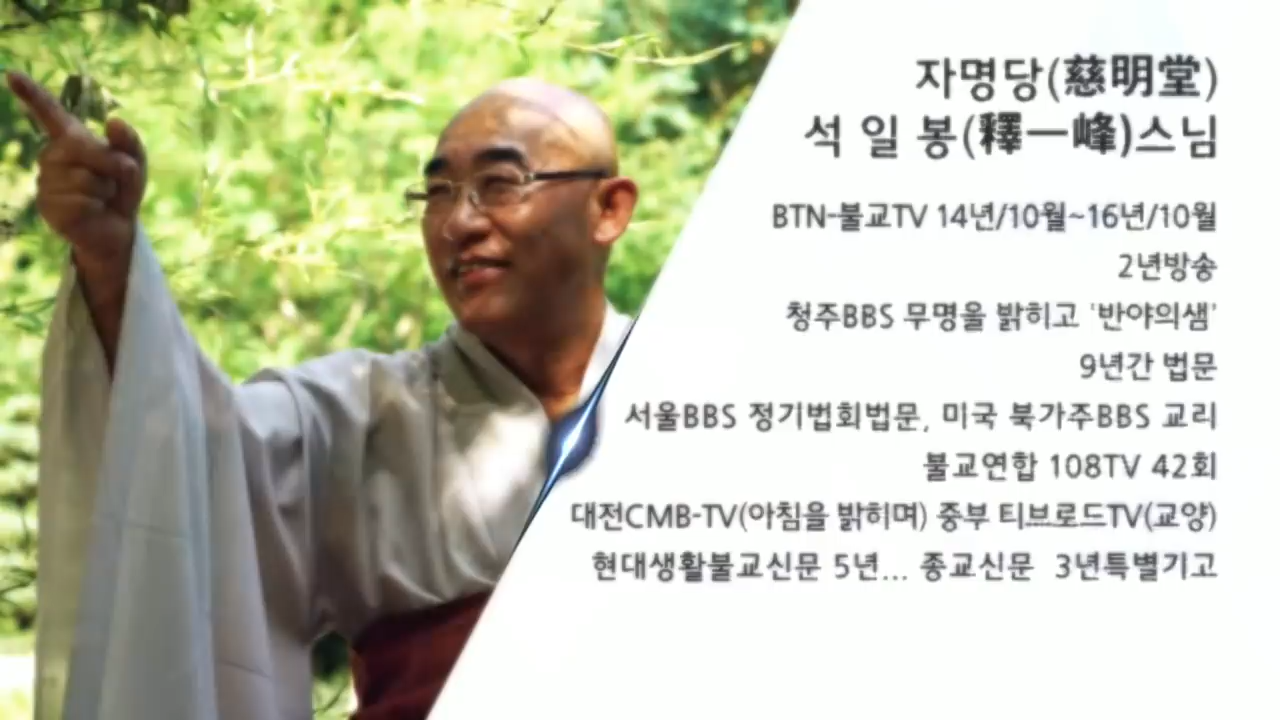 자명당(慈明堂)
석 일 봉(釋一峰)스님
BTN-불교TV 14년/10월~16년/10월
2년방송
청주BBS 무명을 밝히고 '반야의샘'
9년간 법문
서울BBS 정기법회법문, 미국 북가주BBS 교리
불교연합 108TV 42회
대전CMB-TV(아침을 밝히며) 중부 티브로드TV(교양)
현대생활불교신문 5년... 종교신문 3년특별기고